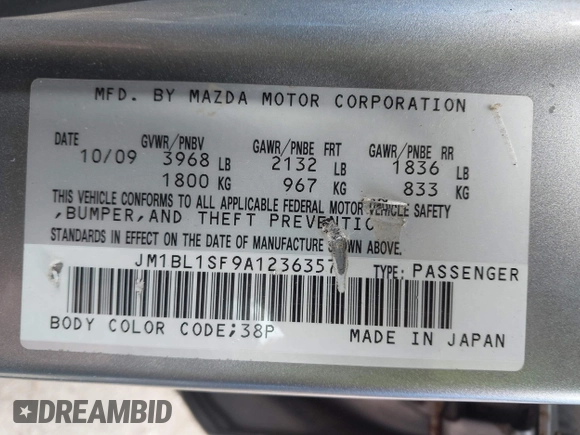 MFD. BY MAZDA MOTOR CORPORATION
DATE GVWR/PNBV GAWR/PNBE FRT GAWR/PNBE RR
10/09 3968 LB 2132 LB 1836 LB
1800 KG 967 KG 833 KG
THIS VEHICLE CONFORMS TO ALL APPLICABLE FEDERAL MOTOR VEHICLE SAFETY
,BUMPER,AND THEFT PREVENTIO
STANDARDS IN EFFECT ON THE DATE OF MANUFACTURE SHOWN ABOVE.
JM1BL1SF9A1236357 TYPE: PASSENGER
BODY COLOR CODE;38P MADE IN JAPAN
DREAMBID